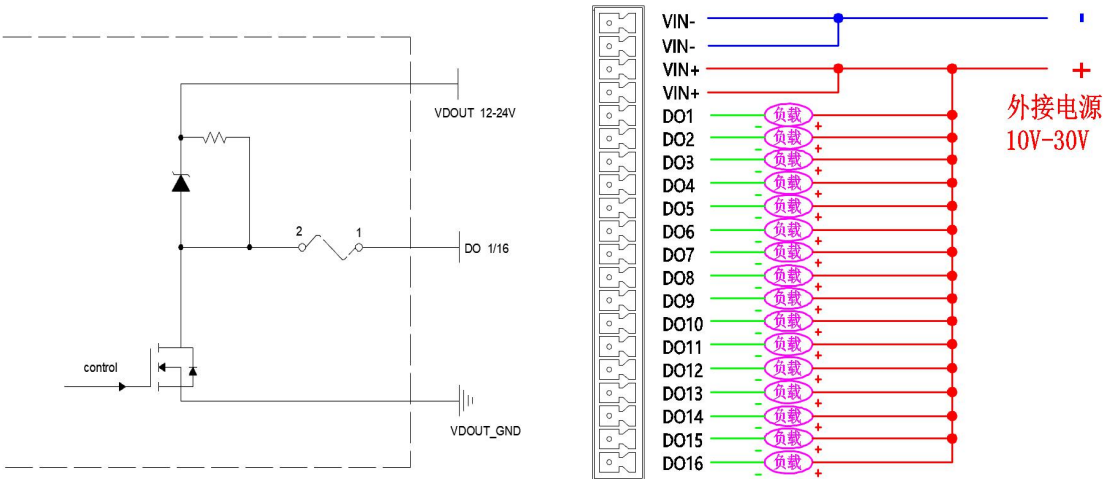 VDOUT 12-24V
2
1
DO 1/16
control
VDOUT_GND
VIN-
-
VIN-
VIN+
+
VIN+
外接电源
10V-30V
DO1
负载
-
+
DO2
负载
-
+
DO3
负载
-
+
DO4
负载
-
+
DO5
负载
-
+
DO6
负载
-
+
DO7
负载
-
+
DO8
负载
-
+
DO9
负载
-
+
DO10
负载
-
+
DO11
负载
-
+
DO12
负载
-
+
DO13
负载
-
+
DO14
负载
-
+
DO15
负载
-
+
DO16
负载
-
+